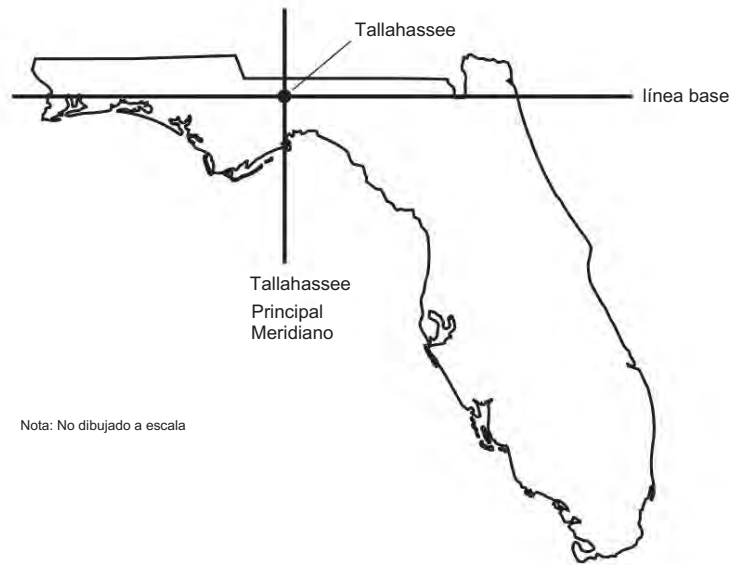 Tallahassee
línea base
Tallahassee
Principal
Meridiano
Nota: No dibujado a escala